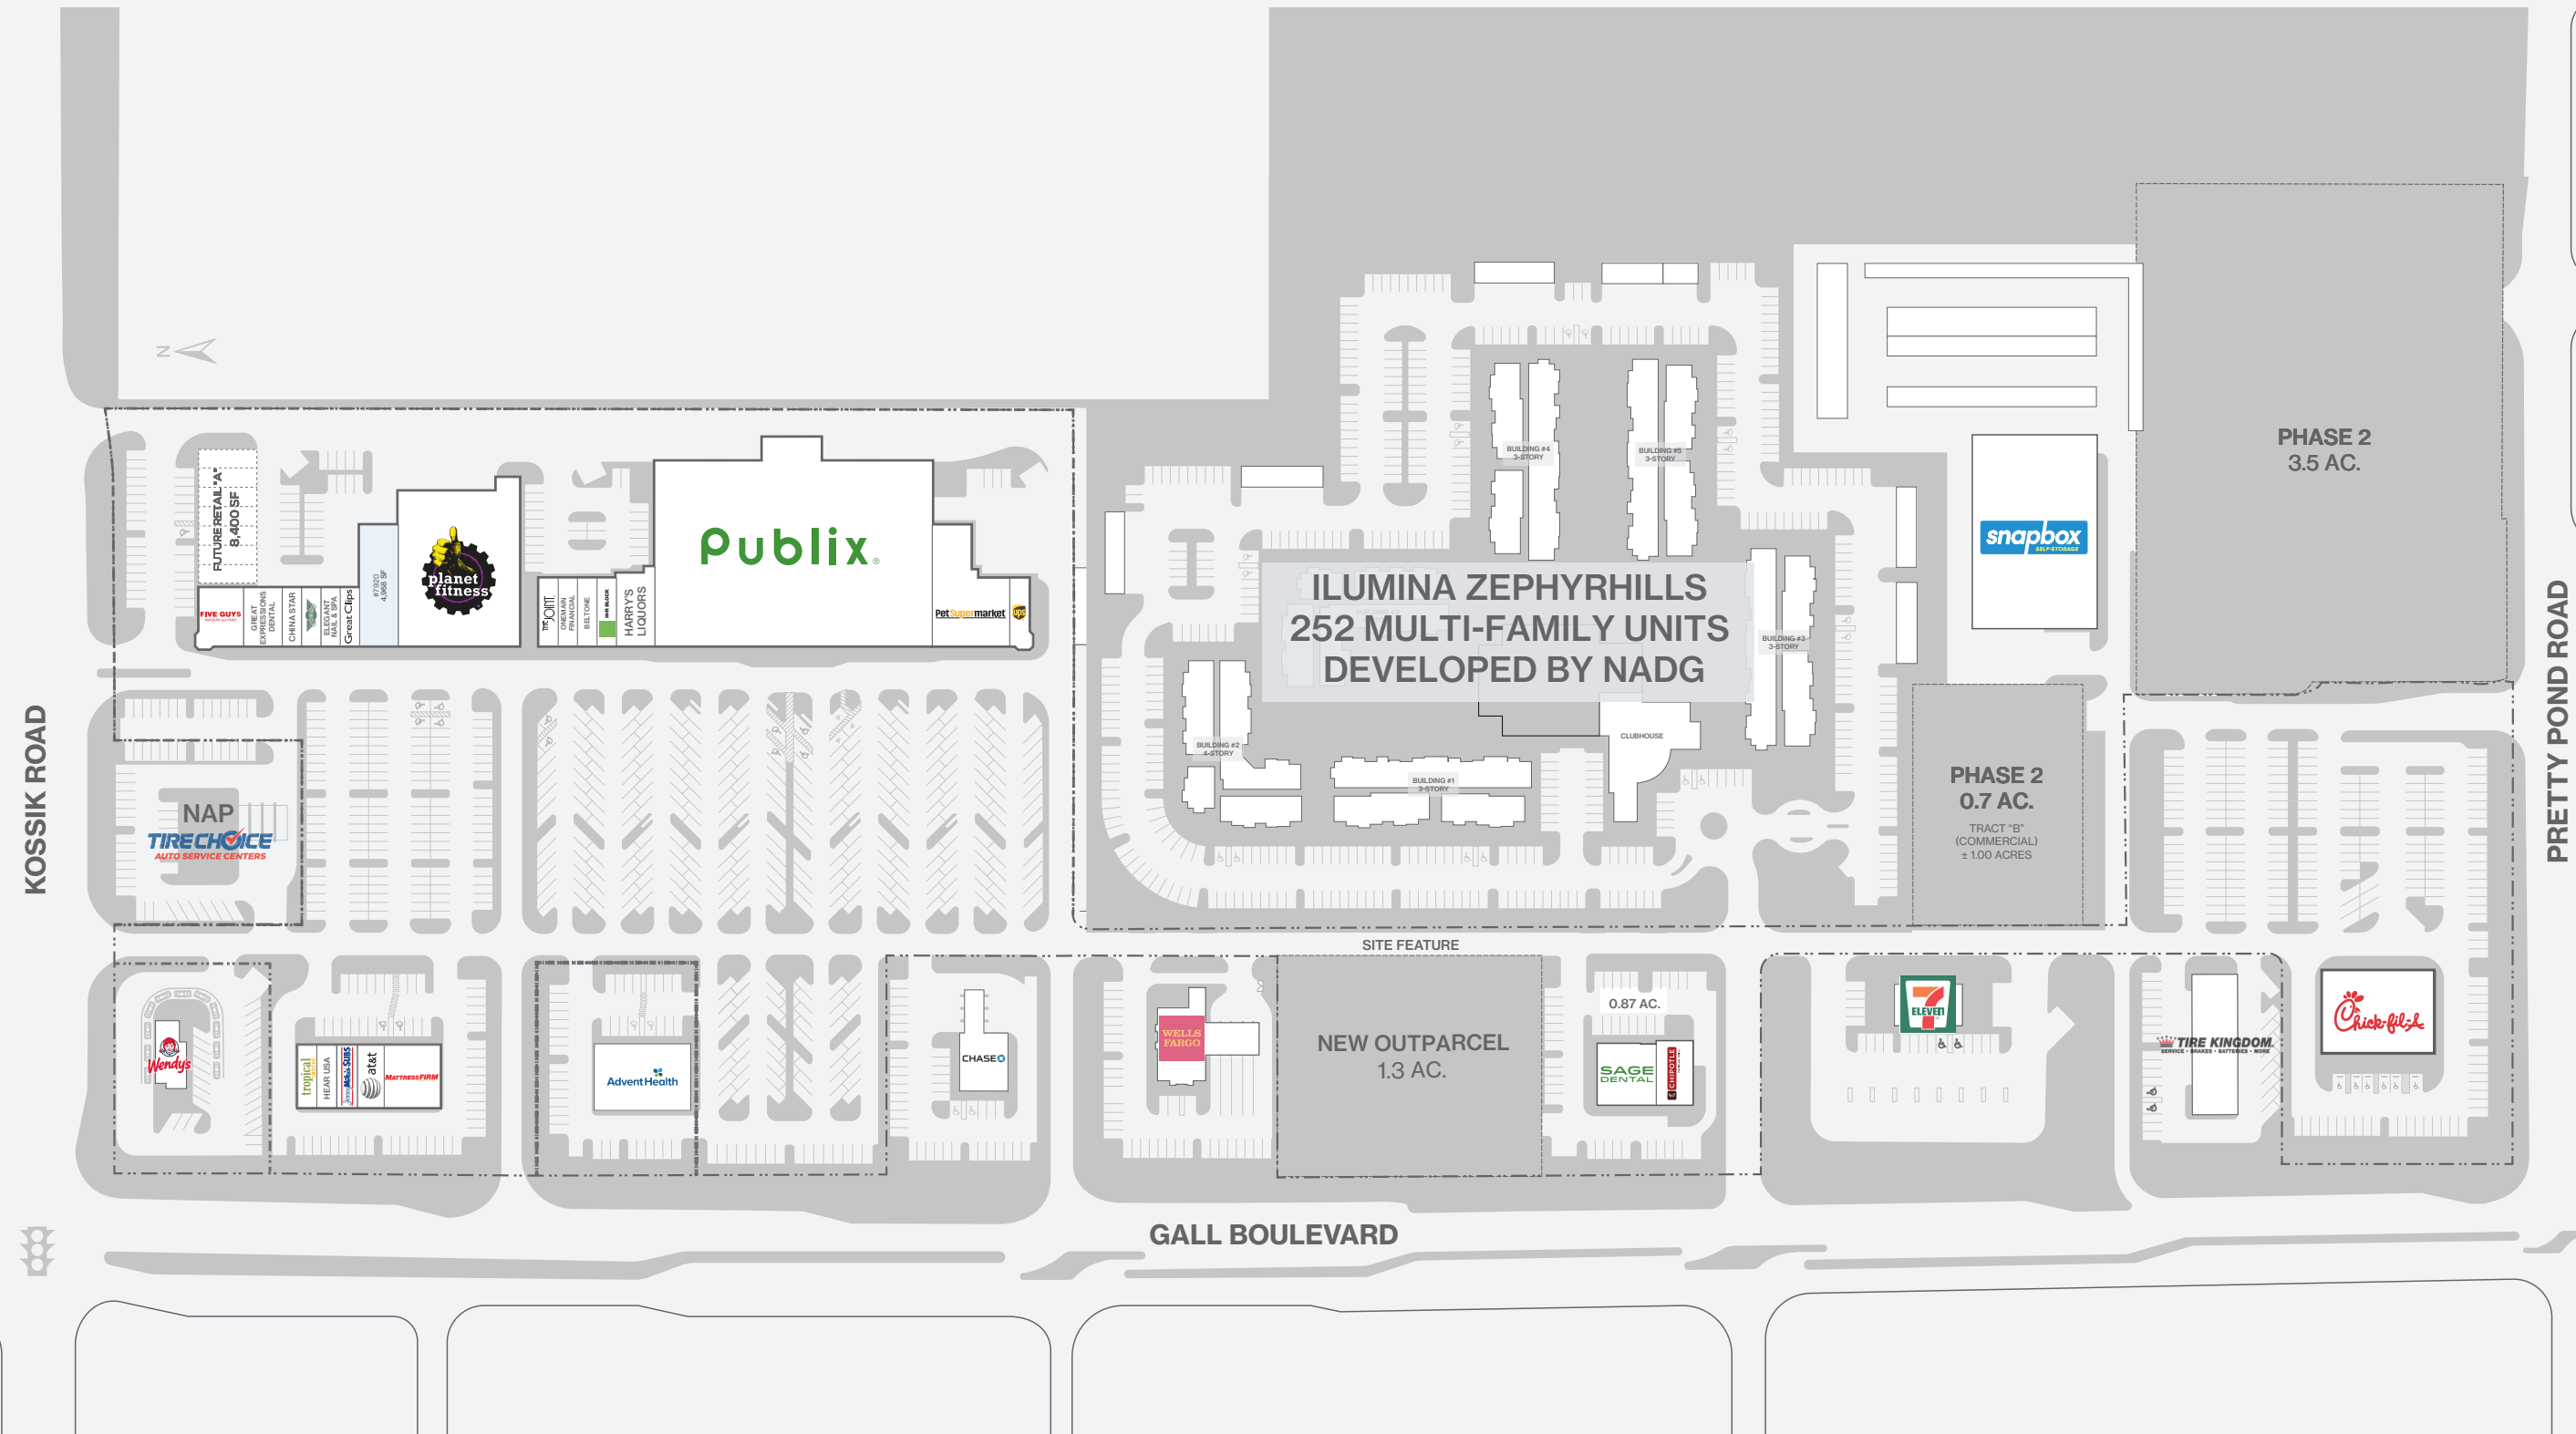 N
PHASE 2
3.5 AC.
FUTURE RETAIL "A"
8,400 SF
FIVE GUYS
GREAT
EXPRESSIONS
DENTAL
CHINA STAR
ELEGANT
NAIL & SPA
Great Clips
#7920
4,968 SF
planet
fitness
THE JOINT.
ONEMAIN
FINANCIAL
BELTONE
H&R BLOCK
HARRY'S
LIQUORS
Publix
PetSupermarket
ups
BUILDING #4
3-STORY
BUILDING #5
3-STORY
snapbox
SELF-STORAGE
ILUMINA ZEPHYRHILLS
252 MULTI-FAMILY UNITS
DEVELOPED BY NADG
BUILDING #3
3-STORY
BUILDING #2
4-STORY
CLUBHOUSE
BUILDING #1
3-STORY
PHASE 2
0.7 AC.
TRACT "B"
(COMMERCIAL)
± 1.00 ACRES
KOSSIK ROAD
PRETTY POND ROAD
NAP
TIRE CHOICE
AUTO SERVICE CENTERS
SITE FEATURE
Wendy's
tropical
HEAR USA
Jersey Mike's SUBS
at&t
MATTRESSFIRM
AdventHealth
CHASE
WELLS
FARGO
NEW OUTPARCEL
1.3 AC.
0.87 AC.
SAGE
DENTAL
CHIPOTLE
7
ELEVEN
TIRE KINGDOM.
SERVICE • BRAKES • BATTERIES • MORE
Chick-fil-A
GALL BOULEVARD